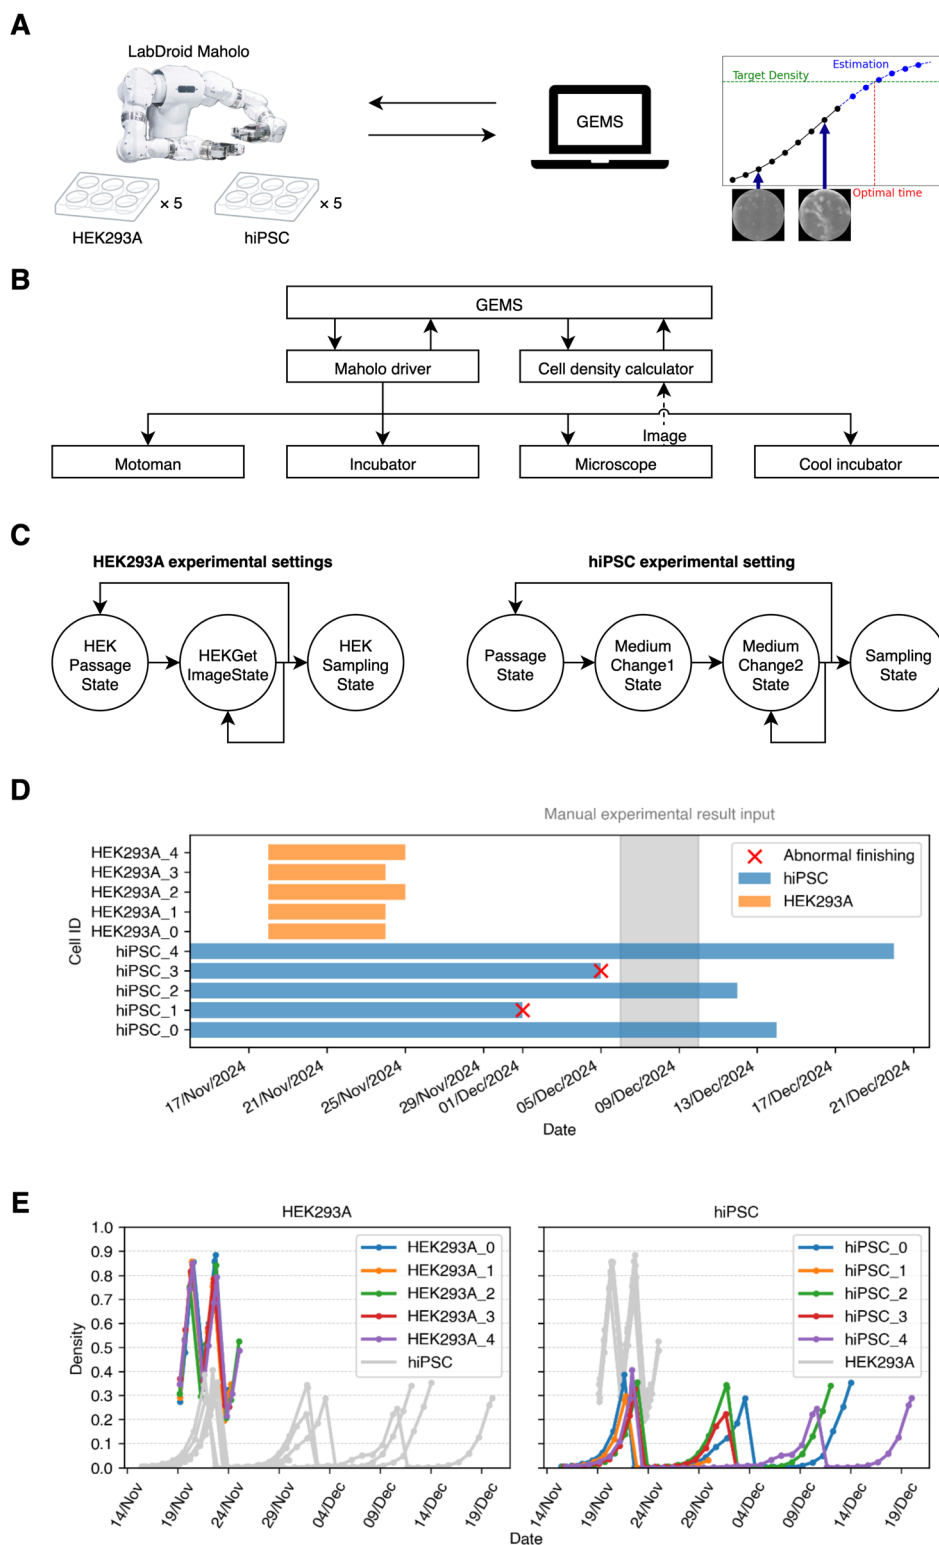 A
LabDroid Maholo
× 5
× 5
HEK293A
hiPSC
GEMS
Estimation
Target Density
Optimal time
B
GEMS
Maholo driver
Cell density calculator
Image
Motoman
Incubator
Microscope
Cool incubator
C
HEK293A experimental settings
HEK
Passage
State
HEKGet
ImageState
HEK
Sampling
State
hiPSC experimental setting
Passage
State
Medium
Change1
State
Medium
Change2
State
Sampling
State
D
Manual experimental result input
Cell ID
HEK293A_4
HEK293A_3
HEK293A_2
HEK293A_1
HEK293A_0
hiPSC_4
hiPSC_3
hiPSC_2
hiPSC_1
hiPSC_0
Abnormal finishing
hiPSC
HEK293A
17/Nov/2024
21/Nov/2024
25/Nov/2024
29/Nov/2024
01/Dec/2024
05/Dec/2024
09/Dec/2024
13/Dec/2024
17/Dec/2024
21/Dec/2024
Date
E
HEK293A
Density
1.0
0.9
0.8
0.7
0.6
0.5
0.4
0.3
0.2
0.1
0.0
HEK293A_0
HEK293A_1
HEK293A_2
HEK293A_3
HEK293A_4
hiPSC
14/Nov
19/Nov
24/Nov
29/Nov
04/Dec
09/Dec
14/Dec
19/Dec
hiPSC
hiPSC_0
hiPSC_1
hiPSC_2
hiPSC_3
hiPSC_4
HEK293A
14/Nov
19/Nov
24/Nov
29/Nov
04/Dec
09/Dec
14/Dec
19/Dec
Date